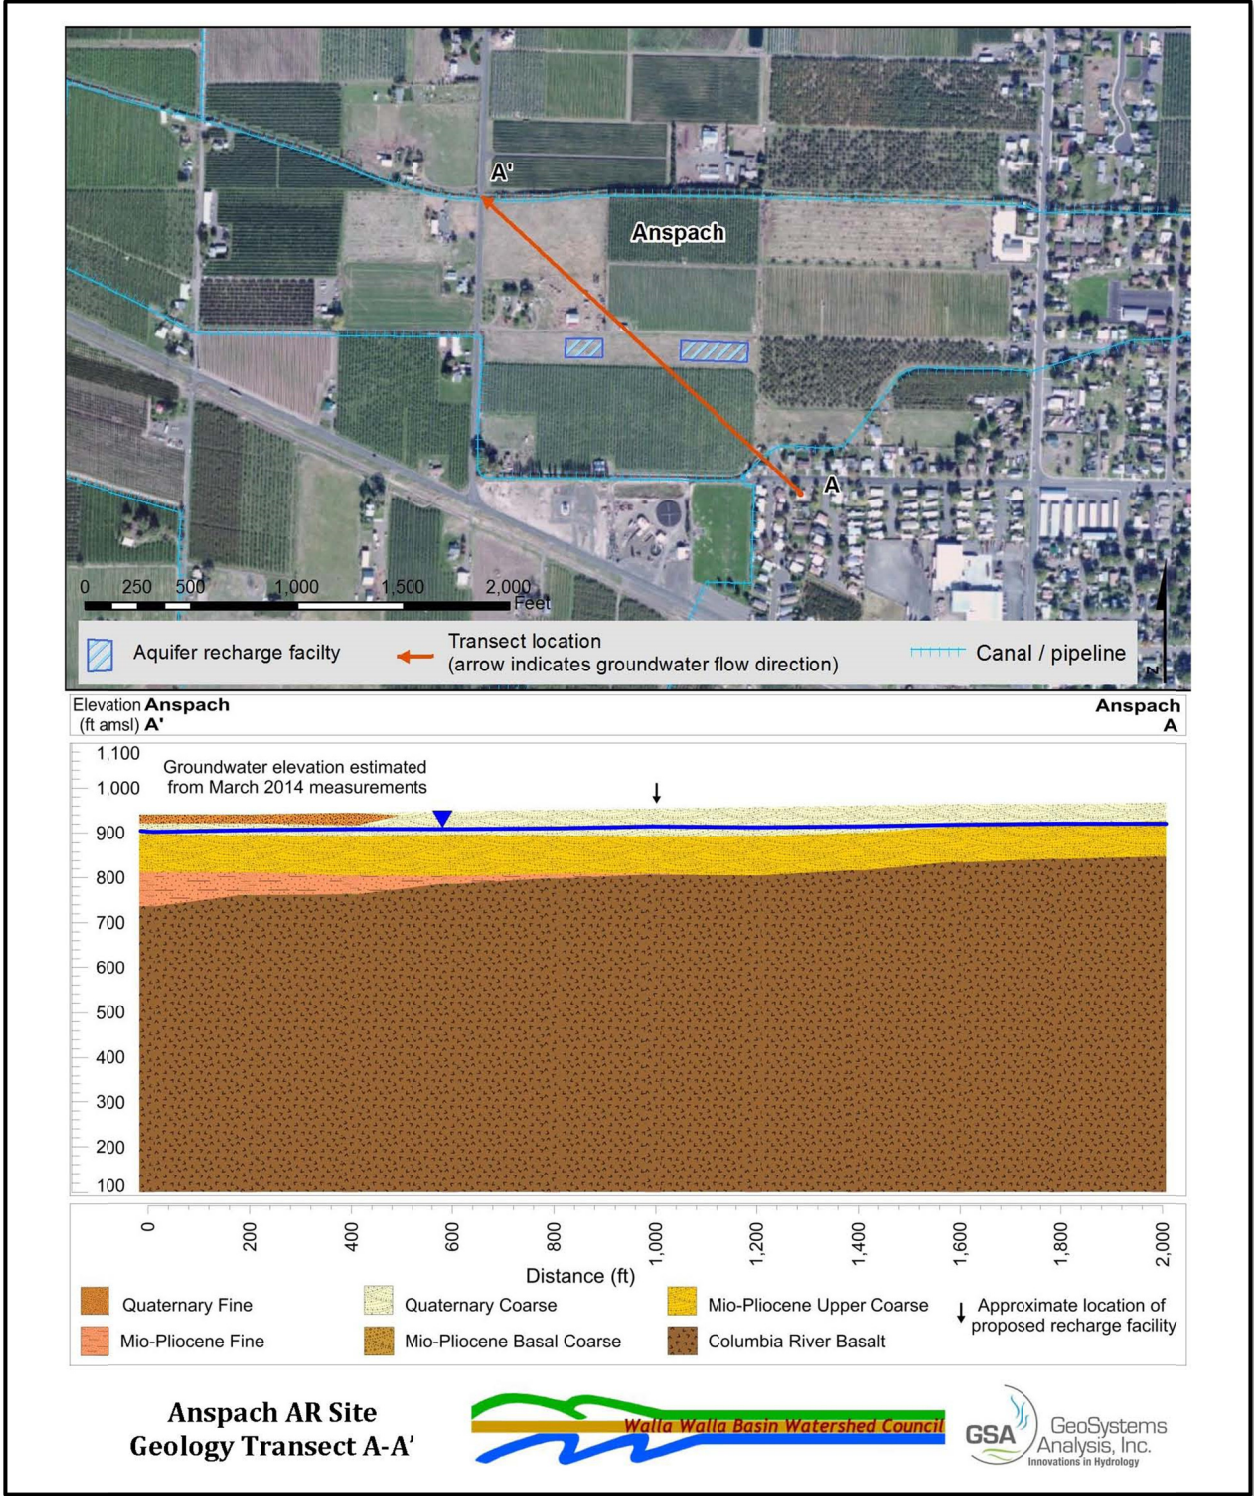 A'
Anspach
A
0 250 500 1,000 1,500 2,000
Feet
Aquifer recharge facilty
Transect location
(arrow indicates groundwater flow direction)
Canal / pipeline
N
Elevation Anspach
(ft amsl) A'
Anspach
A
1,100
1,000
900
800
700
600
500
400
300
200
100
Groundwater elevation estimated
from March 2014 measurements
0 200 400 600 800 1,000 1,200 1,400 1,600 1,800 2,000
Distance (ft)
Quaternary Fine
Quaternary Coarse
Mio-Pliocene Upper Coarse
Approximate location of
proposed recharge facility
Mio-Pliocene Fine
Mio-Pliocene Basal Coarse
Columbia River Basalt
Anspach AR Site
Geology Transect A-A'
Walla Walla Basin Watershed Council
GSA
GeoSystems
Analysis, Inc.
Innovations in Hydrology